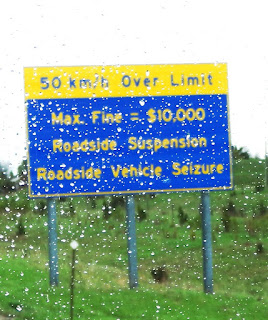 50 km/h Over Limit
Max. Fine = $10,000
Roadside Suspension
Roadside Vehicle Seizure